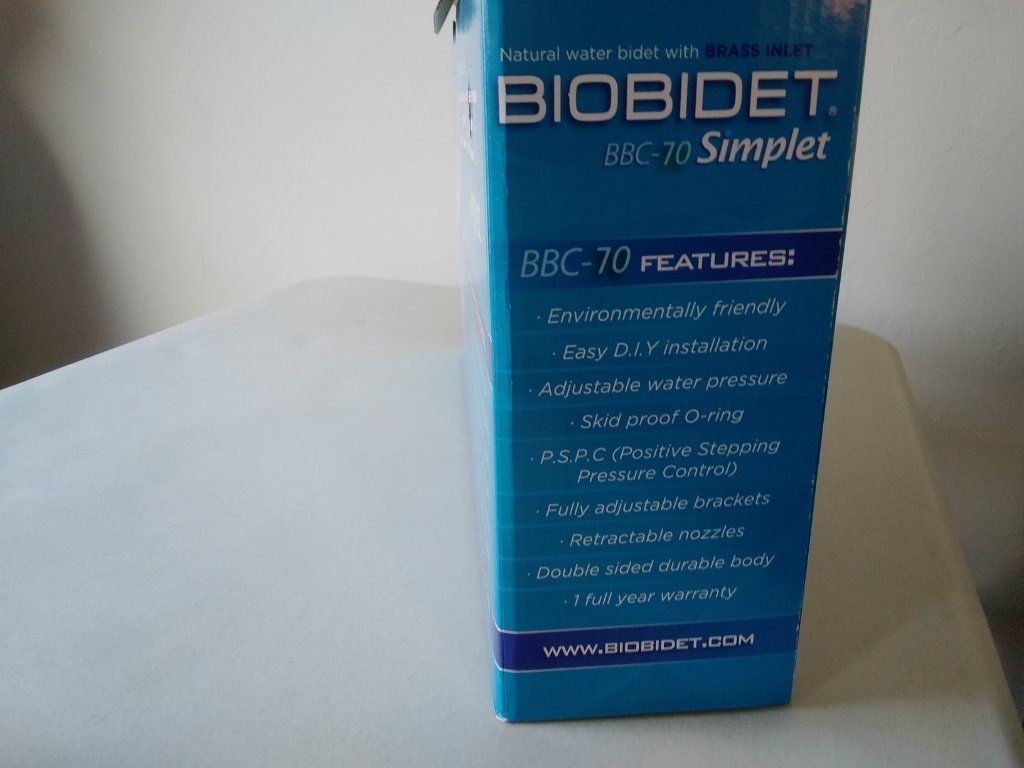 Natural water bidet with BRASS INLET
BIOBIDET®
BBC-70 Simplet
BBC-70 FEATURES:
· Environmentally friendly
· Easy D.I.Y installation
· Adjustable water pressure
· Skid proof O-ring
· P.S.P.C (Positive Stepping
Pressure Control)
· Fully adjustable brackets
· Retractable nozzles
· Double sided durable body
· 1 full year warranty
WWW.BIOBIDET.COM